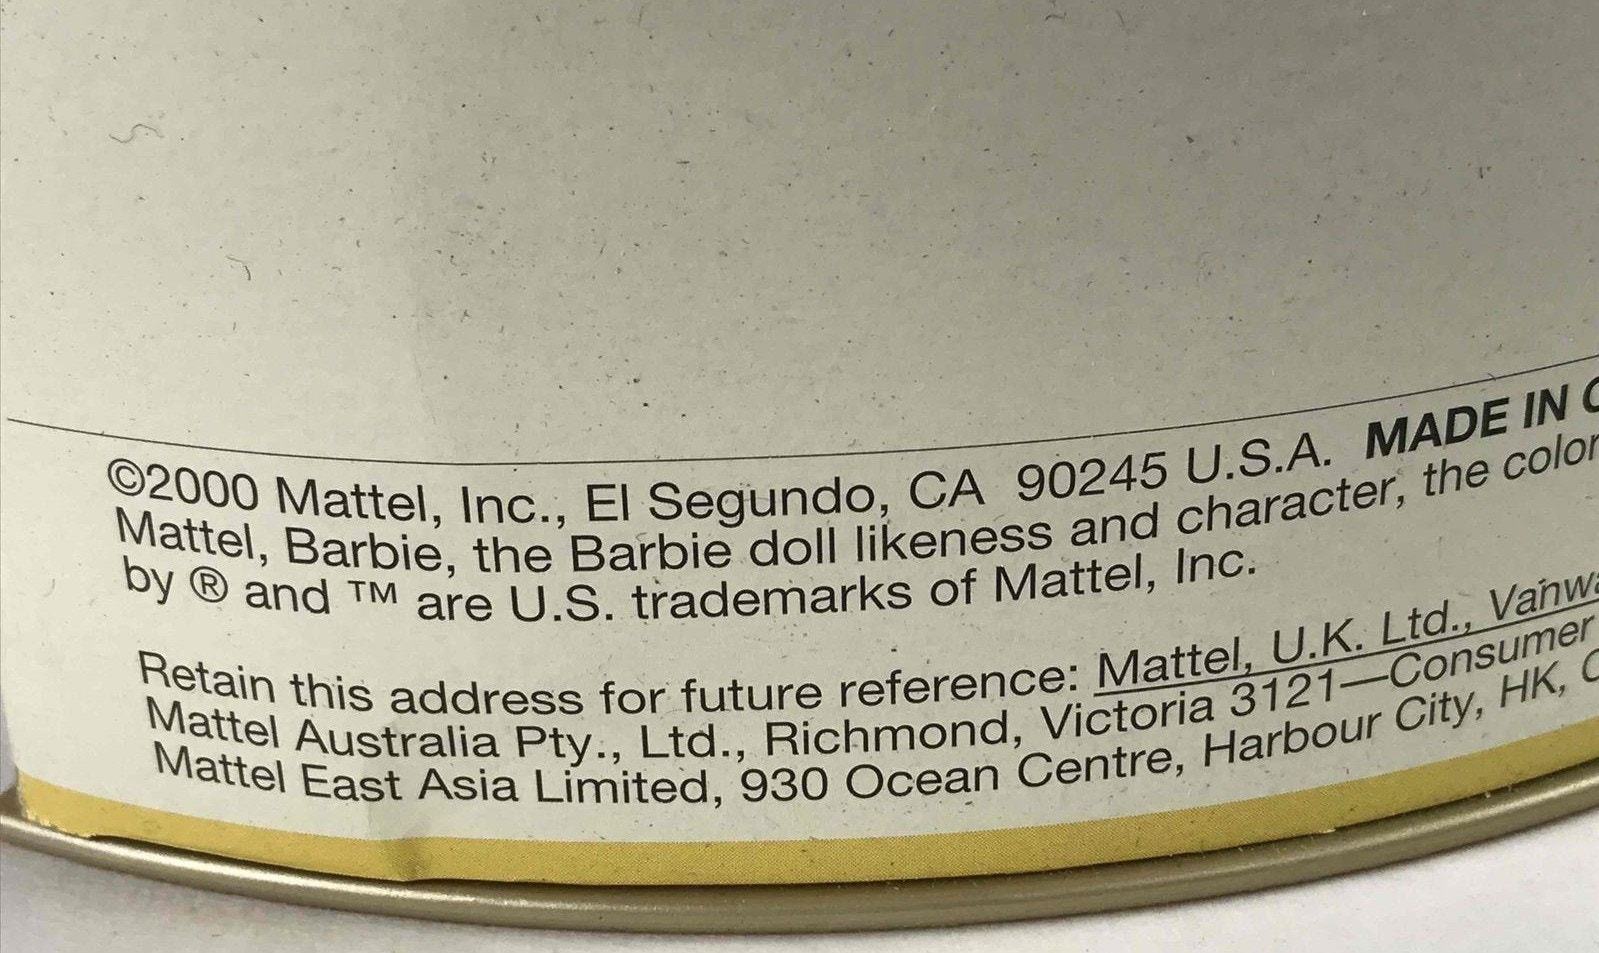 ©2000 Mattel, Inc., El Segundo, CA 90245 U.S.A. MADE IN
Mattel, Barbie, the Barbie doll likeness and character, the color
by ® and ™ are U.S. trademarks of Mattel, Inc.
Retain this address for future reference: Mattel, U.K. Ltd.,
Mattel Australia Pty., Ltd., Richmond, Victoria 3121—Consumer
Mattel East Asia Limited, 930 Ocean Centre, Harbour City, HK,